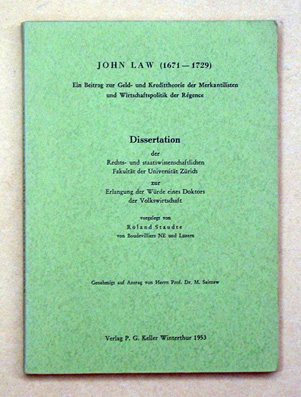 JOHN LAW (1671—1729)
Ein Beitrag zur Geld- und Kredittheorie der Merkantilisten
und Wirtschaftspolitik der Régence
Dissertation
der
Rechts- und staatswissenschaftlichen
Fakultät der Universität Zürich
zur
Erlangung der Würde eines Doktors
der Volkswirtschaft
vorgelegt von
Roland Staudte
von Boudevilliers NE und Luzern
Genehmigt auf Antrag von Herrn Prof. Dr. M. Saitzew
Verlag P. G. Keller Winterthur 1953